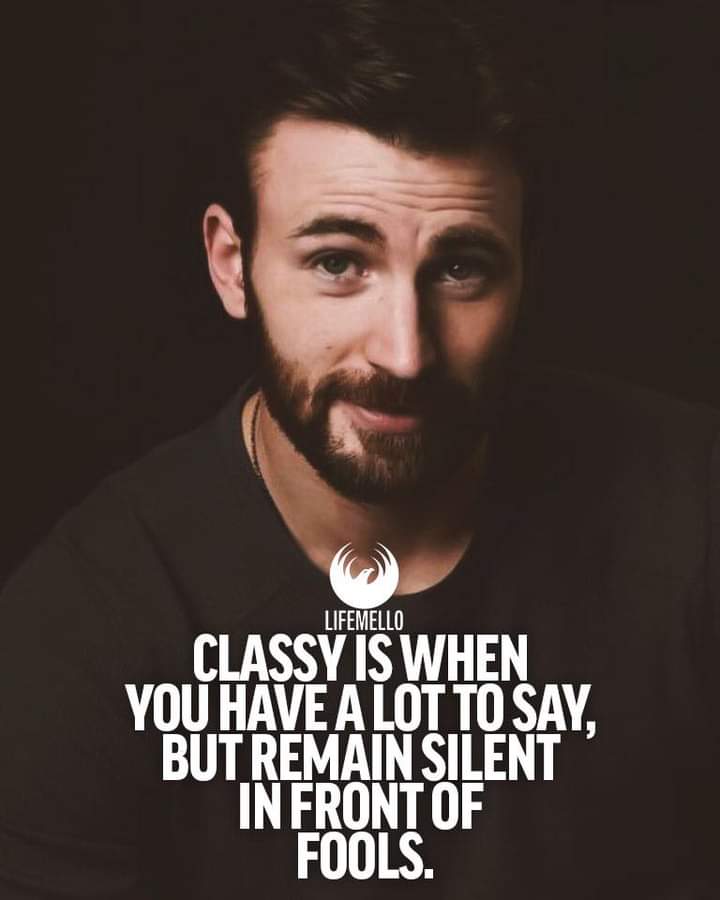 LIFEMELLO
CLASSY IS WHEN
YOU HAVE A LOT TO SAY,
BUT REMAIN SILENT
IN FRONT OF
FOOLS.